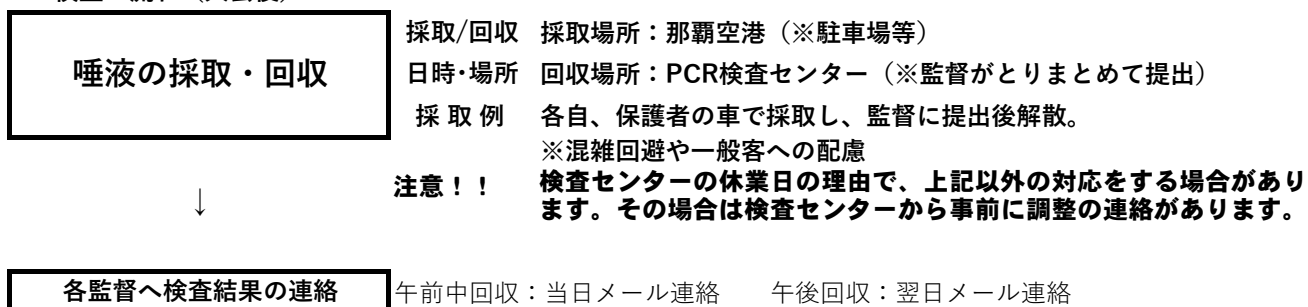 唾液の採取・回収
採取/回収 採取場所：那覇空港（※駐車場等）
日時・場所 回収場所：PCR検査センター（※監督がとりまとめて提出）
採 取 例 各自、保護者の車で採取し、監督に提出後解散。
※混雑回避や一般客への配慮
注意！！ 検査センターの休業日の理由で、上記以外の対応をする場合があり
ます。その場合は検査センターから事前に調整の連絡があります。
↓
各監督へ検査結果の連絡
午前中回収：当日メール連絡　　午後回収：翌日メール連絡